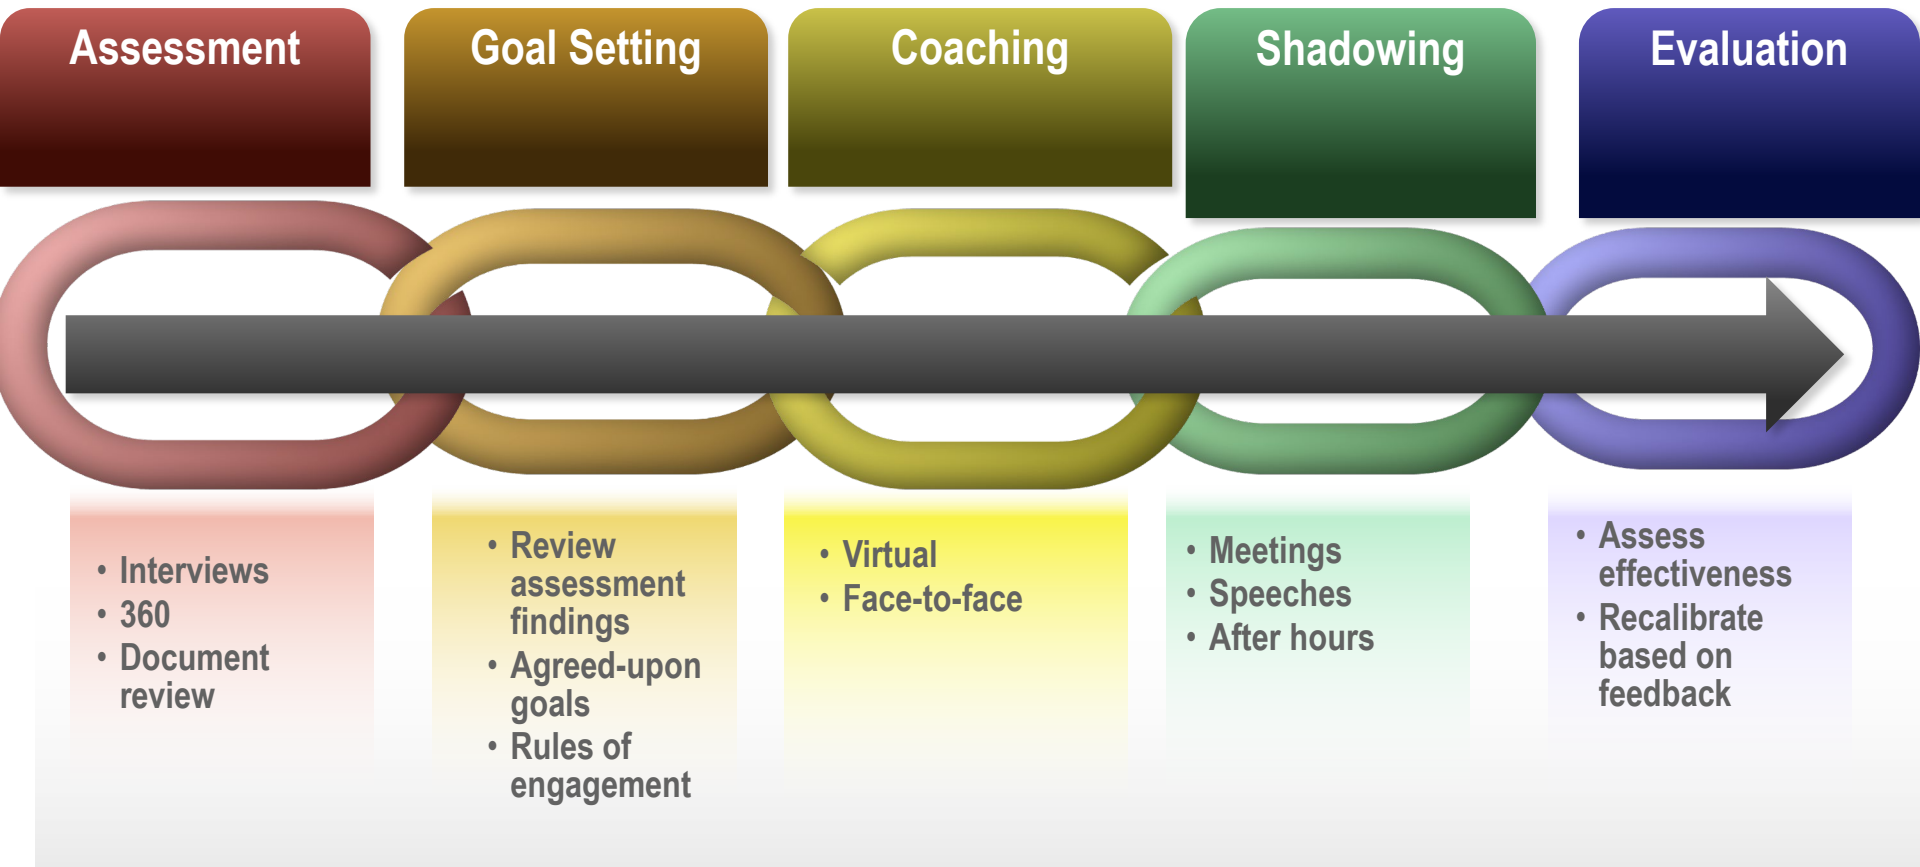 Assessment
Goal Setting
Coaching
Shadowing
Evaluation
• Interviews
• 360
• Document
review
• Review
assessment
findings
• Agreed-upon
goals
• Rules of
engagement
• Virtual
• Face-to-face
• Meetings
• Speeches
• After hours
• Assess
effectiveness
• Recalibrate
based on
feedback